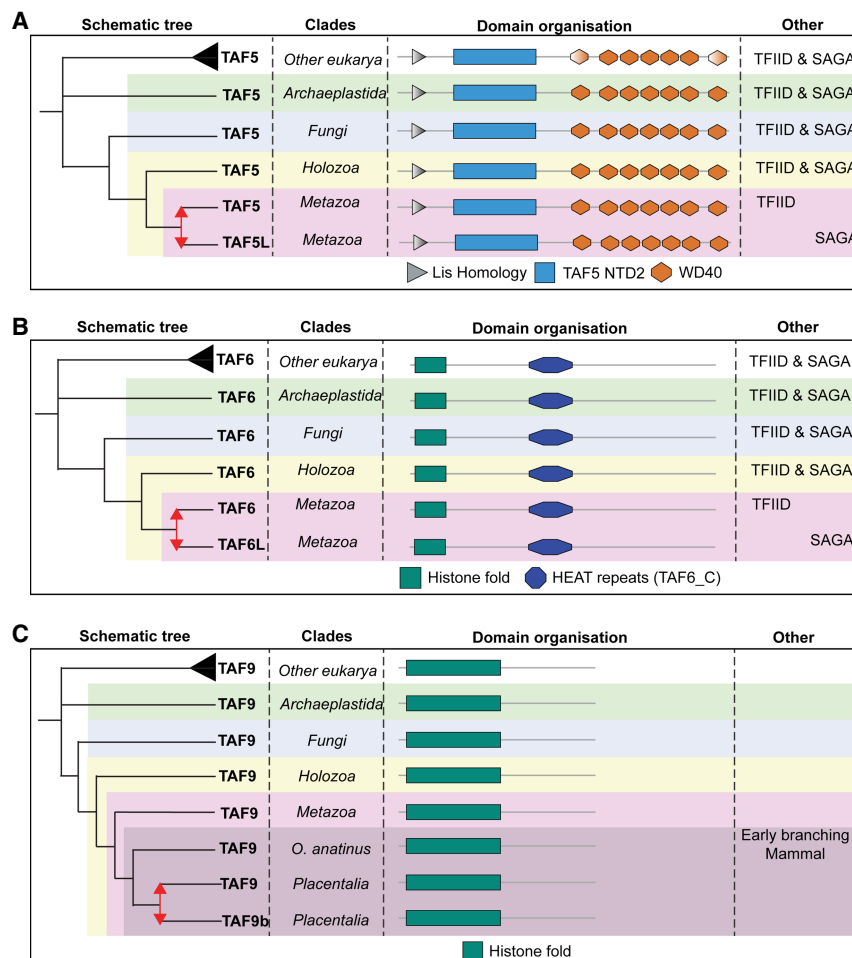 A
Schematic tree Clades Domain organisation Other
TAF5 Other eukarya TFIID & SAGA
TAF5 Archaeplastida TFIID & SAGA
TAF5 Fungi TFIID & SAGA
TAF5 Holozoa TFIID & SAGA
TAF5 Metazoa TFIID
TAF5L Metazoa SAGA
Lis Homology TAF5 NTD2 WD40
B
Schematic tree Clades Domain organisation Other
TAF6 Other eukarya TFIID & SAGA
TAF6 Archaeplastida TFIID & SAGA
TAF6 Fungi TFIID & SAGA
TAF6 Holozoa TFIID & SAGA
TAF6 Metazoa TFIID
TAF6L Metazoa SAGA
Histone fold HEAT repeats (TAF6_C)
C
Schematic tree Clades Domain organisation Other
TAF9 Other eukarya
TAF9 Archaeplastida
TAF9 Fungi
TAF9 Holozoa
TAF9 Metazoa
TAF9 O. anatinus Early branching
Mammal
TAF9 Placentalia
TAF9b Placentalia
Histone fold